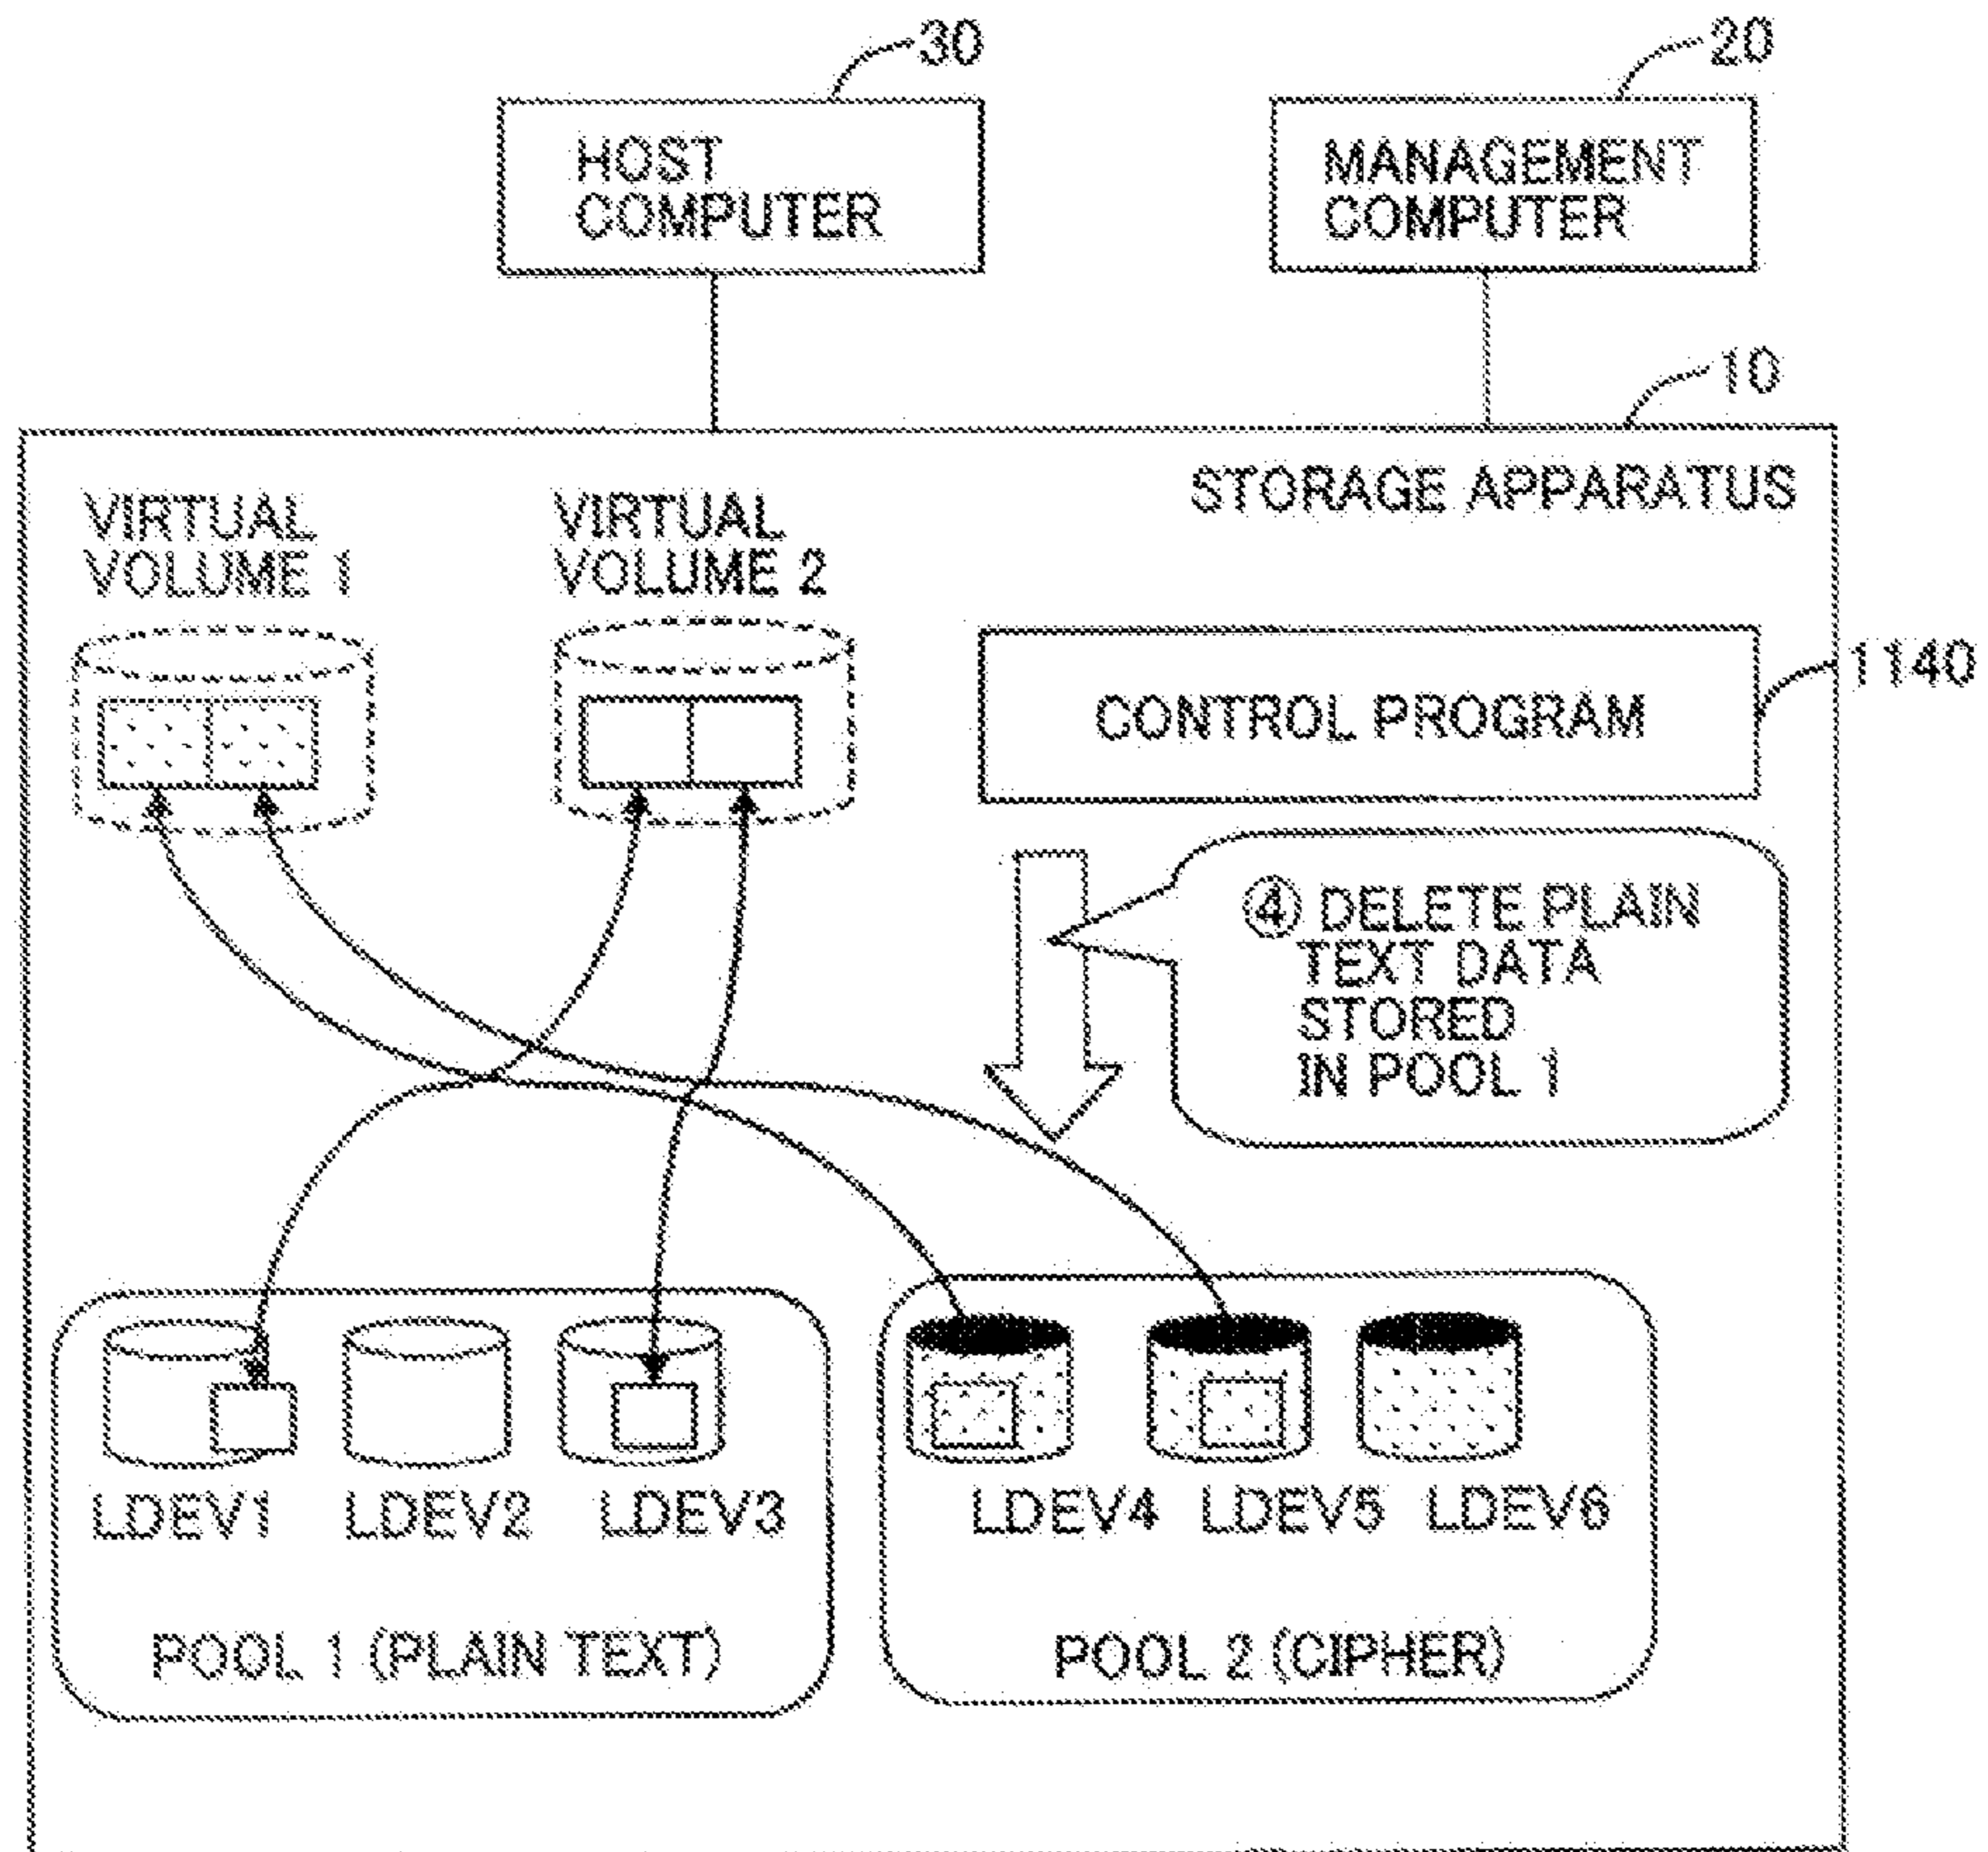 30
20
HOST
COMPUTER
MANAGEMENT
COMPUTER
10
STORAGE APPARATUS
VIRTUAL
VOLUME 1
VIRTUAL
VOLUME 2
1140
CONTROL PROGRAM
④ DELETE PLAIN
TEXT DATA
STORED
IN POOL 1
LDEV1 LDEV2 LDEV3
LDEV4 LDEV5 LDEV6
POOL 1 (PLAIN TEXT)
POOL 2 (CIPHER)